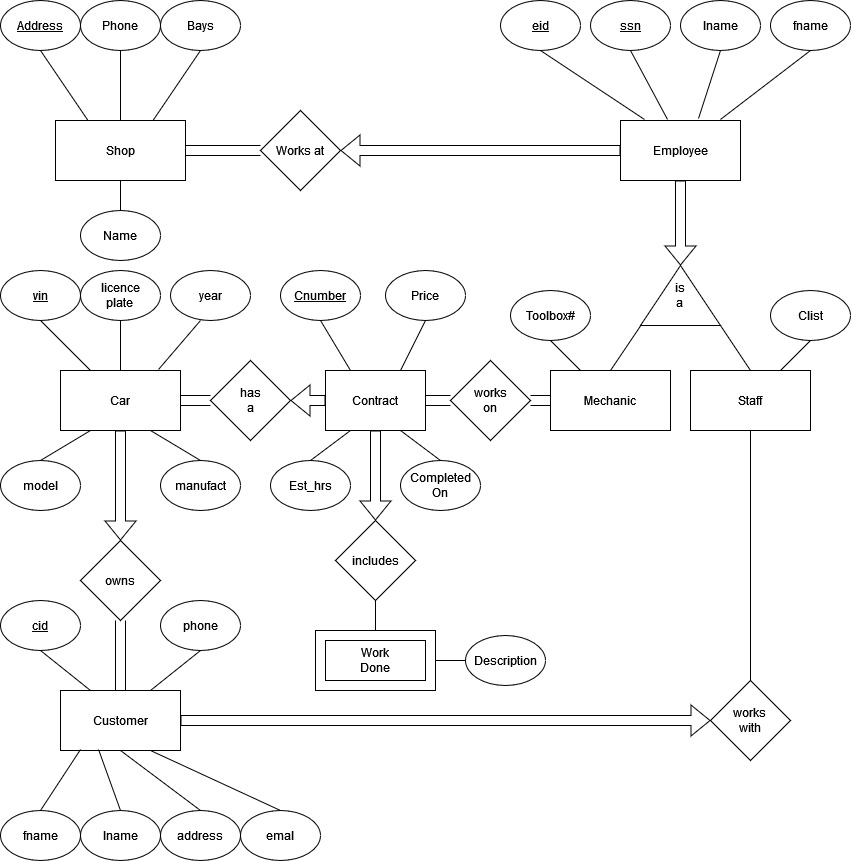 Address
Phone
Bays
eid
ssn
lname
fname
Shop
Works at
Employee
Name
vin
licence
plate
year
Cnumber
Price
is
a
Toolbox#
Clist
Car
has
a
Contract
works
on
Mechanic
Staff
model
manufact
Est_hrs
Completed
On
owns
includes
cid
phone
Work
Done
Description
Customer
works
with
fname
lname
address
emal